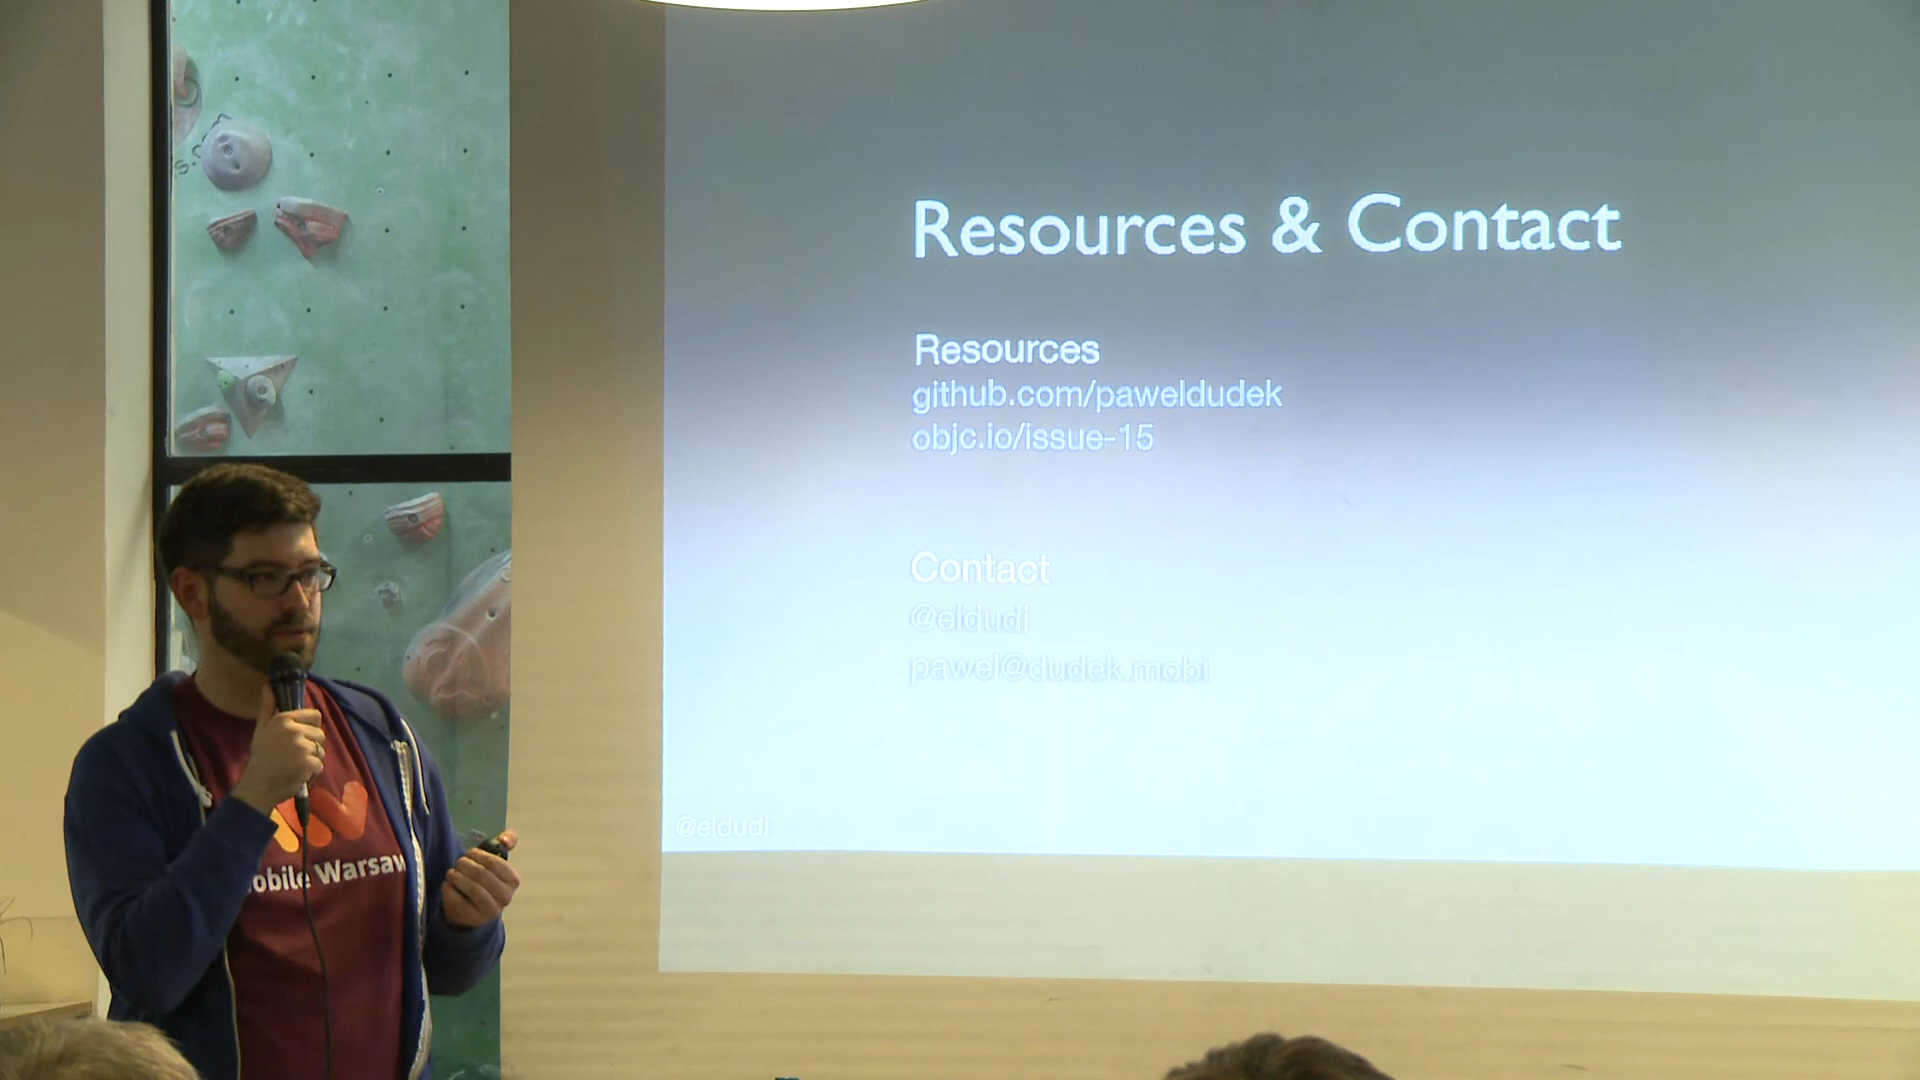 Resources & Contact
Resources
github.com/paweldudek
objc.io/issue-15
Contact
@eldudi
pawel@dudek.mobi
@eldudi
obile Warsaw